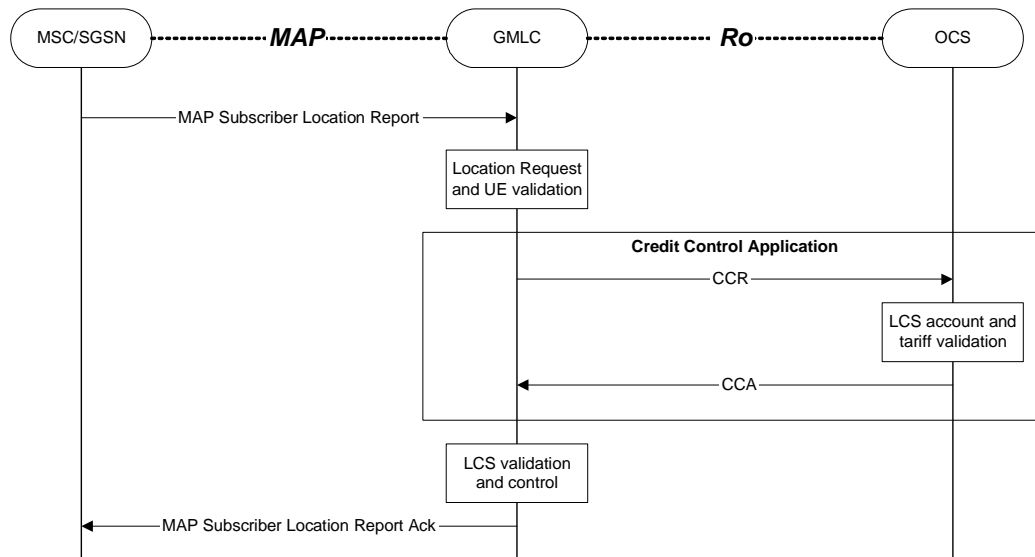 MSC/SGSN
MAP
GMLC
Ro
OCS
MAP Subscriber Location Report
Location Request
and UE validation
Credit Control Application
CCR
LCS account and
tariff validation
CCA
LCS validation
and control
MAP Subscriber Location Report Ack